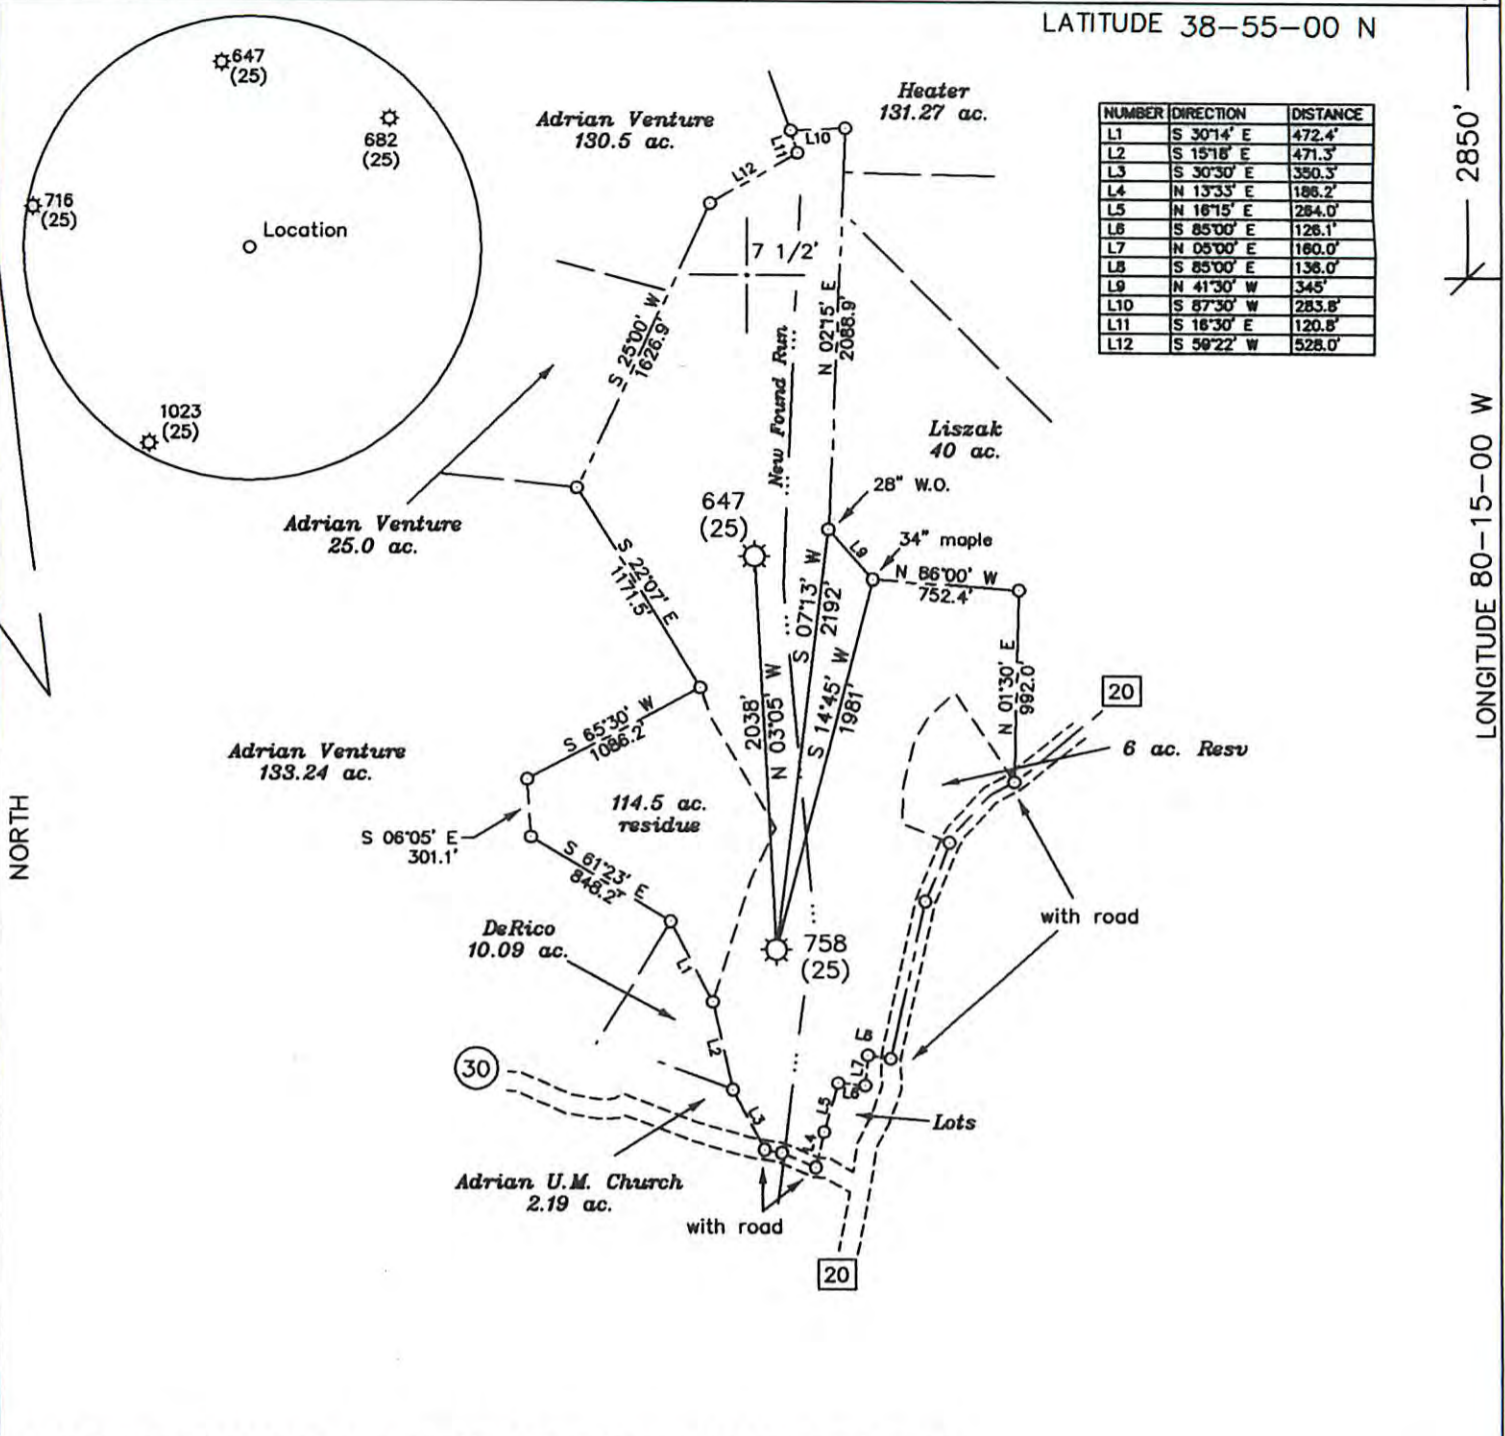 LATITUDE 38-55-00 N
2850'
LONGITUDE 80-15-00 W
NORTH
647
(25)
682
(25)
716
(25)
Location
1023
(25)
Adrian Venture
130.5 ac.
Heater
131.27 ac.
NUMBER DIRECTION DISTANCE
L1 S 30°14' E 472.4'
L2 S 15°18' E 471.3'
L3 S 30°30' E 350.3'
L4 N 13°33' E 186.2'
L5 N 16°15' E 264.0'
L6 S 85°00' E 126.1'
L7 N 05°00' E 160.0'
L8 S 85°00' E 136.0'
L9 N 41°30' W 345'
L10 S 87°30' W 283.8'
L11 S 16°30' E 120.8'
L12 S 59°22' W 528.0'
L10
L11
L12
7 1/2'
S 25°00' W
1626.9'
N 02°15' E
2088.9'
New Found Run
Liszak
40 ac.
28" W.O.
34" maple
L9
N 86°00' W
752.4'
647
(25)
Adrian Venture
25.0 ac.
S 22°07' E
1171.5'
S 07°13' W
2192'
S 14°45' W
1981'
2038'
N 03°05' W
N 01°30' E
992.0'
20
6 ac. Resv
S 65°30' W
1086.2'
Adrian Venture
133.24 ac.
114.5 ac.
residue
S 06°05' E
301.1'
S 61°23' E
848.2'
with road
DeRico
10.09 ac.
758
(25)
L1
L2
L3
L4
L5
L6
L7
L8
30
Lots
Adrian U.M. Church
2.19 ac.
with road
20